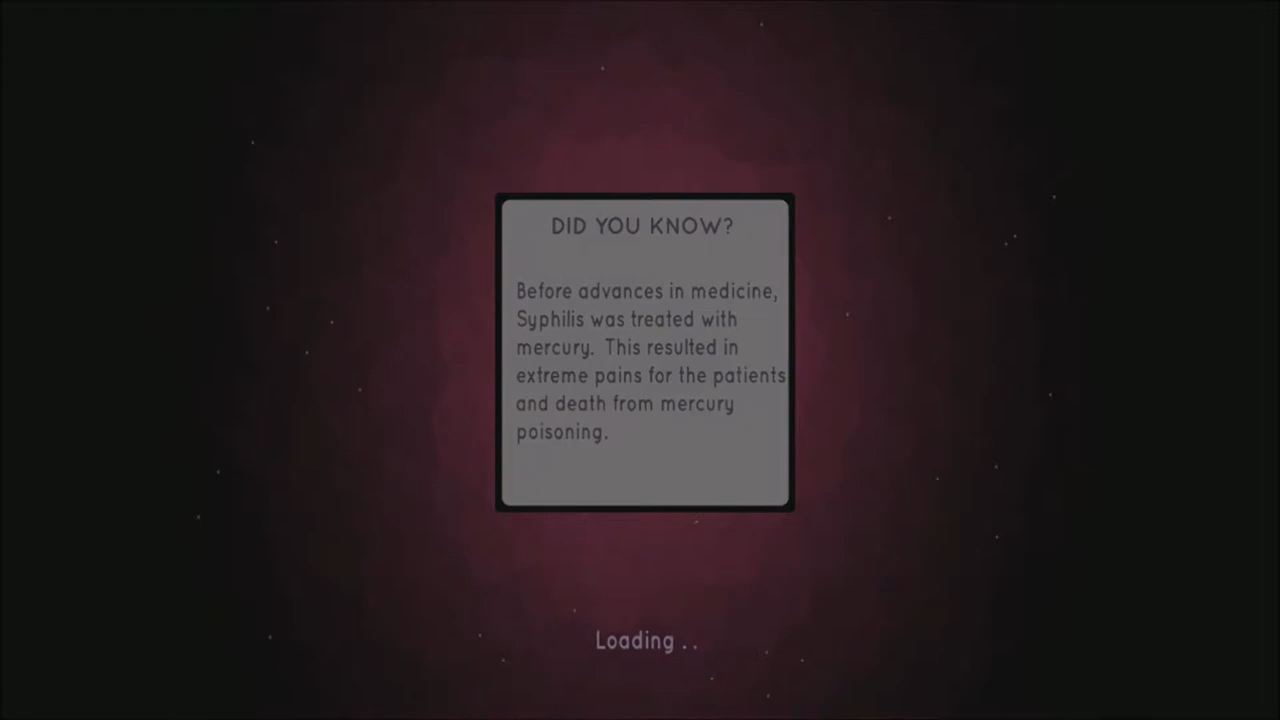 DID YOU KNOW?
Before advances in medicine,
Syphilis was treated with
mercury.  This resulted in
extreme pains for the patients
and death from mercury
poisoning.
Loading . .